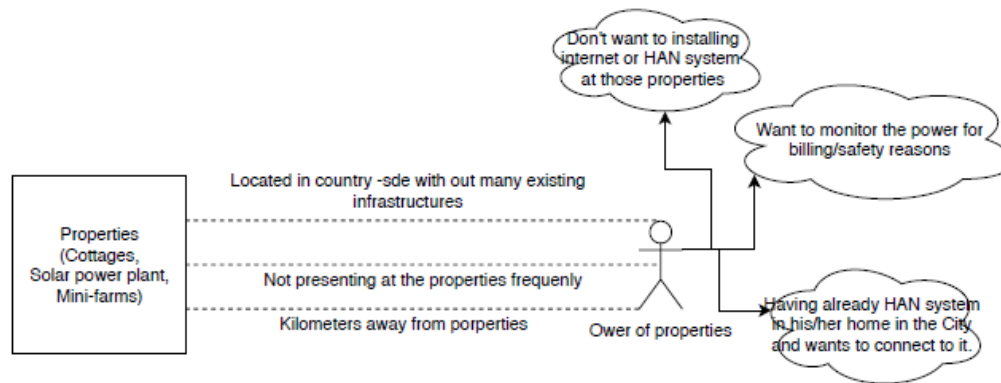 Don't want to installing
internet or HAN system
at those properties
Want to monitor the power for
billing/safety reasons
Located in country -sde with out many existing
infrastructures
Properties
(Cottages,
Solar power plant,
Mini-farms)
Not presenting at the properties frequenly
Kilometers away from porperties
Ower of properties
Having already HAN system
in his/her home in the City
and wants to connect to it.